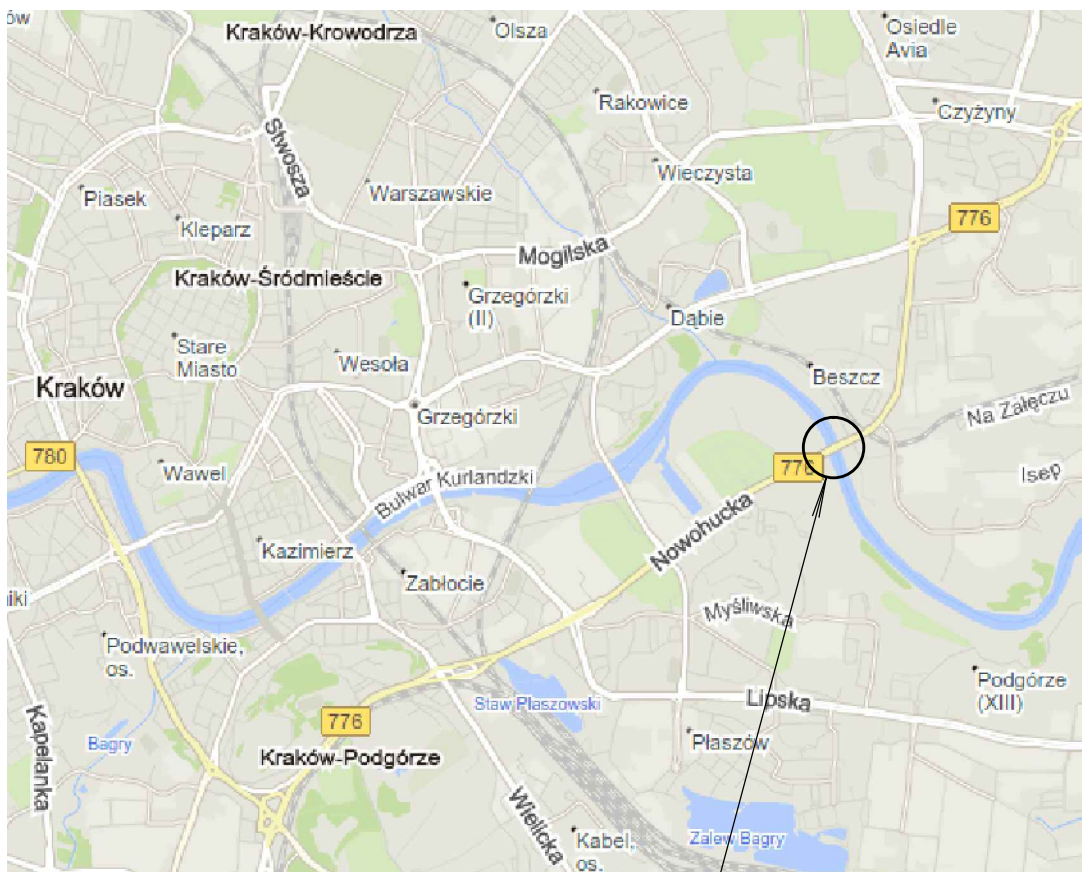 ów
Kraków-Krowodrza
Olsza
Osiedle
Avia
Rakowice
Czyżyny
Stwosza
Wieczysta
Piasek
Warszawskie
776
Kleparz
Mogilska
Kraków-Śródmieście
Grzegórzki
(II)
Dąbie
Stare
Miasto
Wesoła
Beszcz
Kraków
Na Załęczu
Grzegórzki
780
776
Wawel
Isep
Bulwar Kurlandzki
Nowohucka
Kazimierz
Zabłocie
niki
Myśliwska
Podwawelskie,
os.
Podgórze
(XIII)
Staw Płaszowski
Lipska
Kapelanka
776
Bagry
Płaszów
Kraków-Podgórze
Wielicka
Kabel,
os.
Zalew Bagry